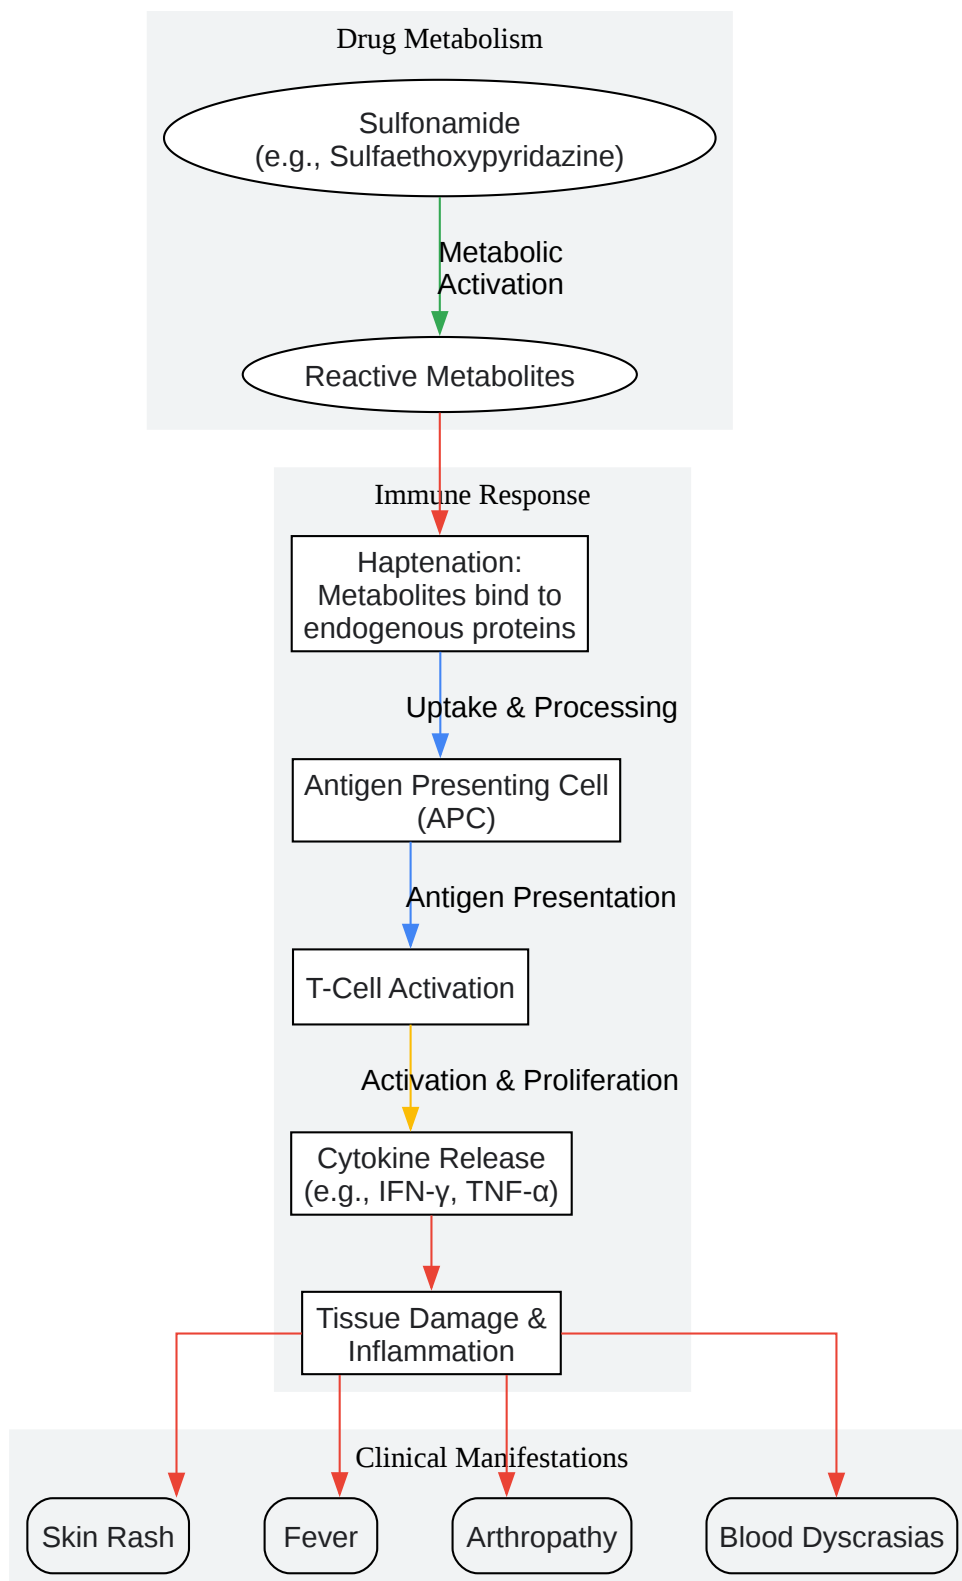 Drug Metabolism
Sulfonamide
(e.g., Sulfaethoxypyridazine)
Metabolic
Activation
Reactive Metabolites
Immune Response
Haptenation:
Metabolites bind to
endogenous proteins
Uptake & Processing
Antigen Presenting Cell
(APC)
Antigen Presentation
T-Cell Activation
Activation & Proliferation
Cytokine Release
(e.g., IFN-γ, TNF-α)
Tissue Damage &
Inflammation
Clinical Manifestations
Skin Rash
Fever
Arthropathy
Blood Dyscrasias